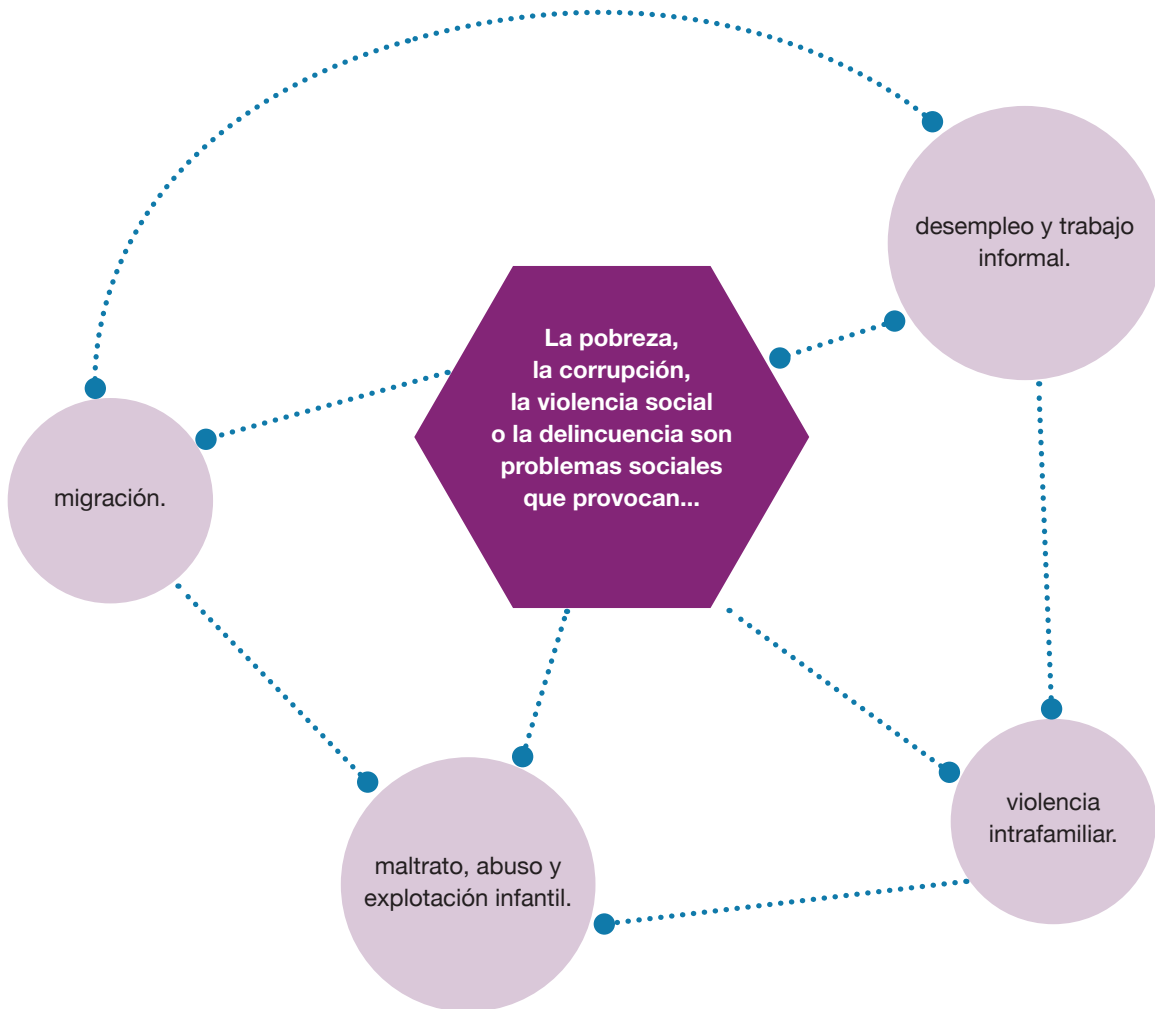 desempleo y trabajo
informal.
La pobreza,
la corrupción,
la violencia social
o la delincuencia son
problemas sociales
que provocan...
migración.
violencia
intrafamiliar.
maltrato, abuso y
explotación infantil.